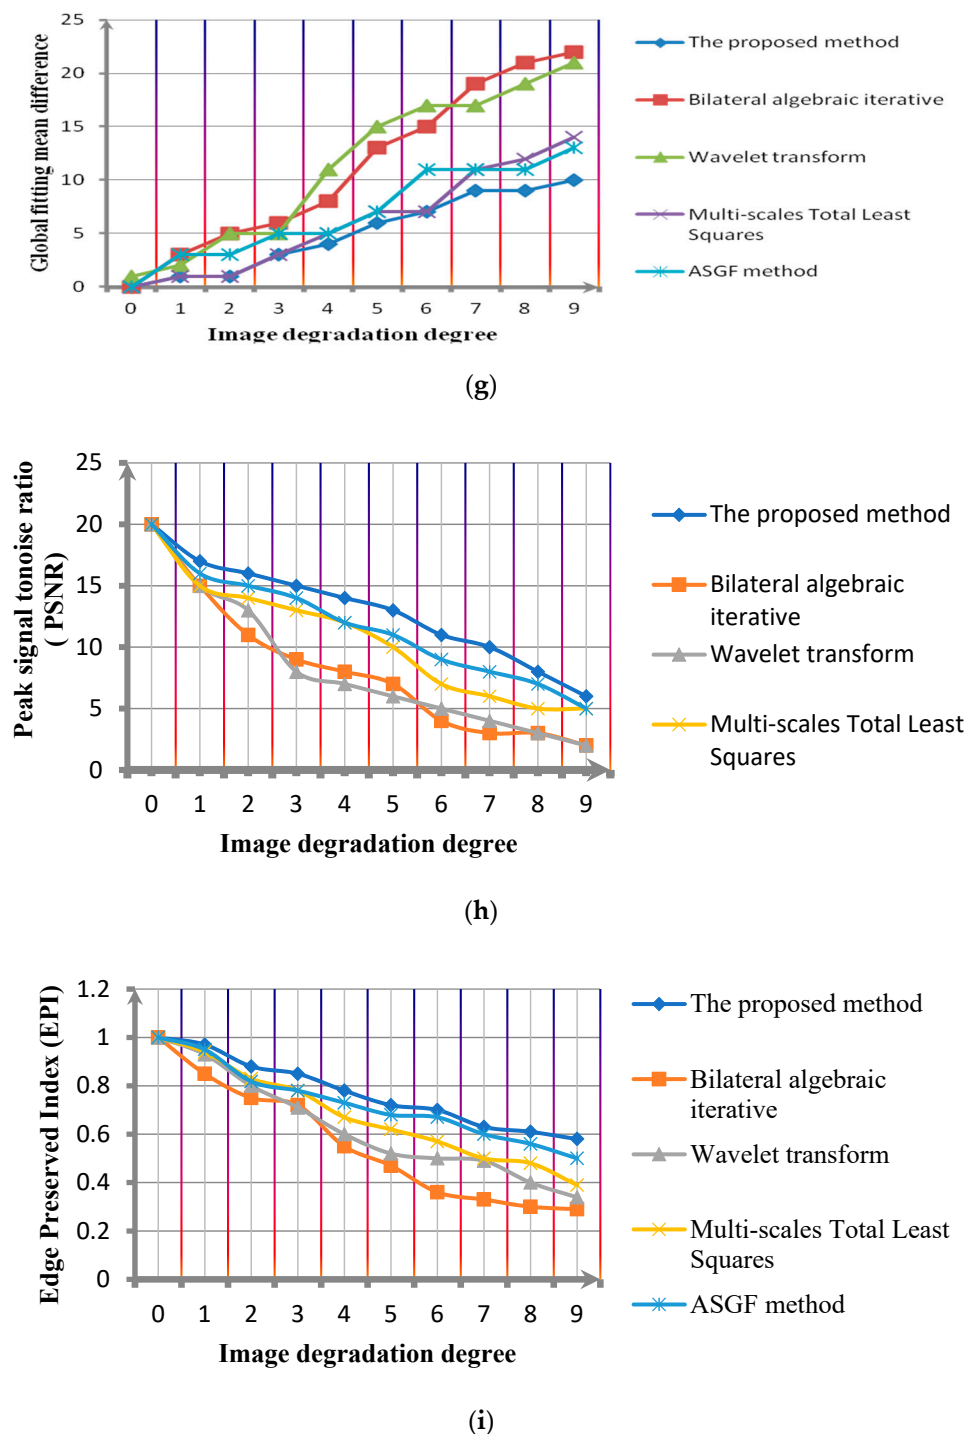 25
20
15
10
5
0
Global fitting mean difference
0 1 2 3 4 5 6 7 8 9
Image degradation degree
The proposed method
Bilateral algebraic iterative
Wavelet transform
Multi-scales Total Least
Squares
ASGF method
(g)
25
20
15
10
5
0
Peak signal tonoise ratio
( PSNR)
0 1 2 3 4 5 6 7 8 9
Image degradation degree
The proposed method
Bilateral algebraic
iterative
Wavelet transform
Multi-scales Total Least
Squares
(h)
1.2
1
0.8
0.6
0.4
0.2
0
Edge Preserved Index (EPI)
0 1 2 3 4 5 6 7 8 9
Image degradation degree
The proposed method
Bilateral algebraic
iterative
Wavelet transform
Multi-scales Total Least
Squares
ASGF method
(i)